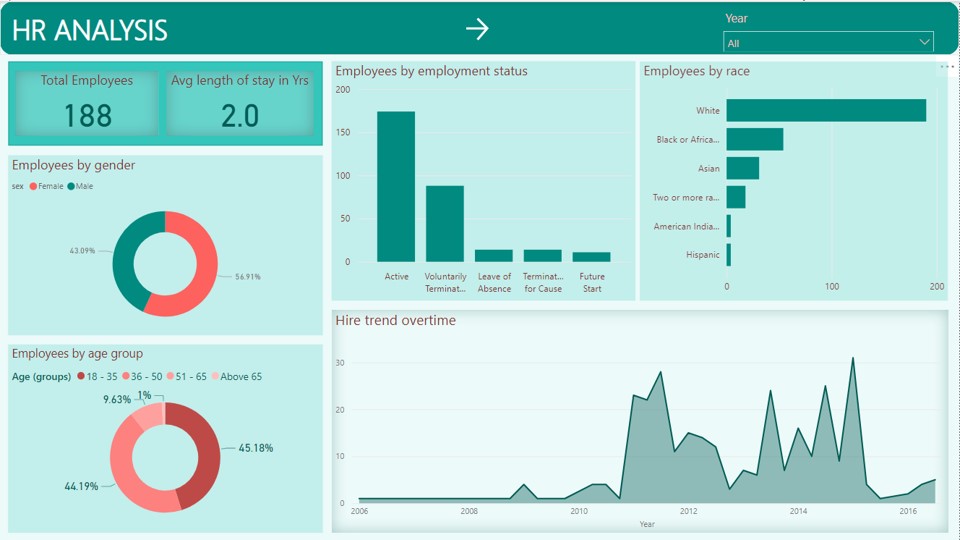 HR ANALYSIS
Year
All
Total Employees
188
Avg length of stay in Yrs
2.0
Employees by gender
sex Female Male
43.09%
56.91%
Employees by age group
Age (groups) 18 - 35 36 - 50 51 - 65 Above 65
1%
9.63%
45.18%
44.19%
Employees by employment status
200
150
100
50
0
Active
Voluntarily
Terminat...
Leave of
Absence
Terminat...
for Cause
Future
Start
Employees by race
White
Black or Africa...
Asian
Two or more ra...
American India...
Hispanic
0 100 200
Hire trend overtime
30
20
10
0
2006 2008 2010 2012 2014 2016
Year